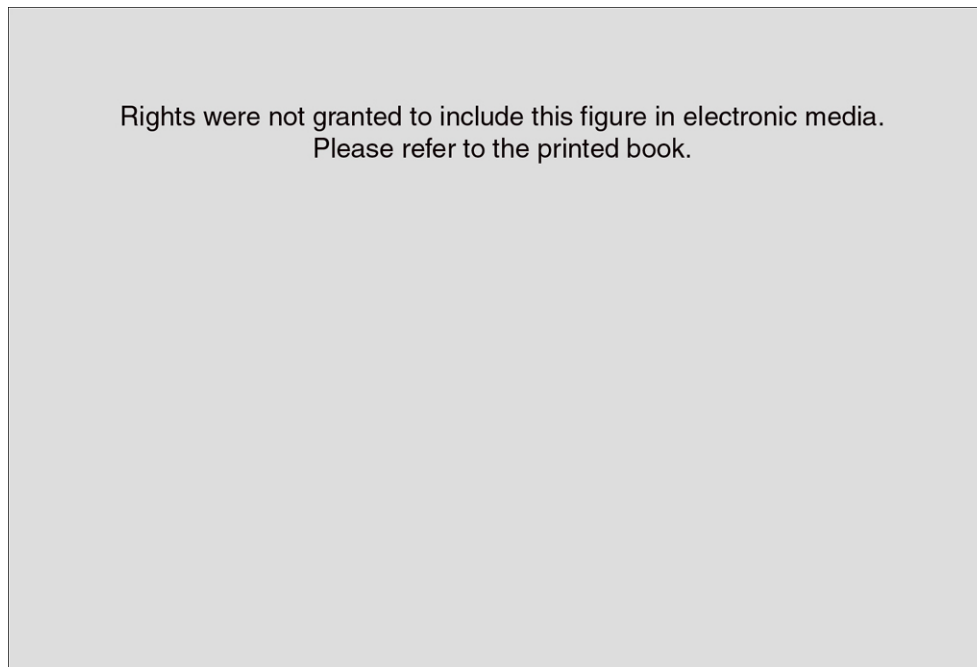 Rights were not granted to include this figure in electronic media.
Please refer to the printed book.